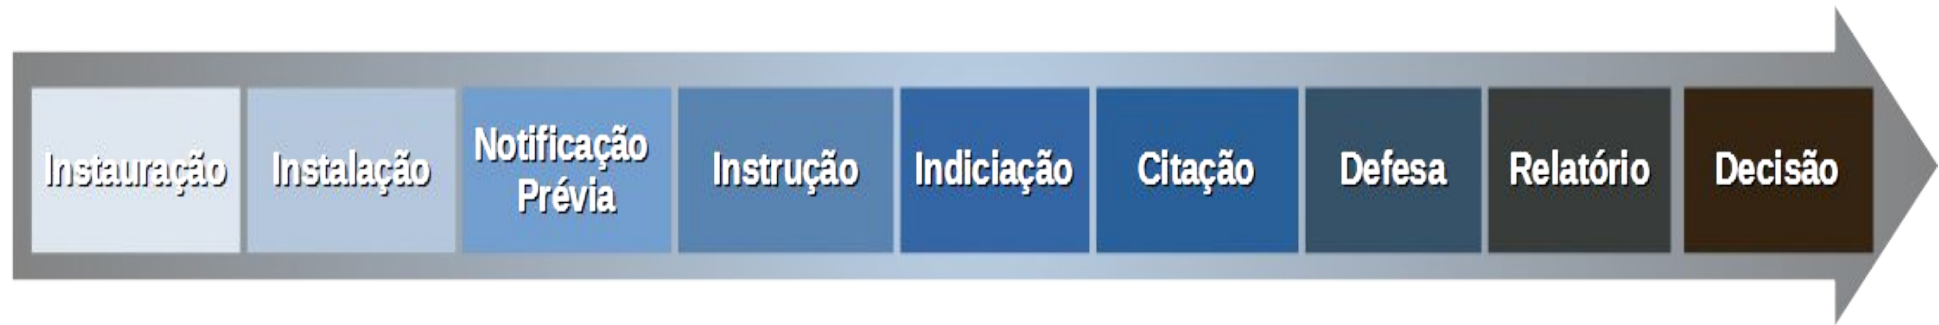 Instauração
Instalação
Notificação
Prévia
Instrução
Indiciação
Citação
Defesa
Relatório
Decisão